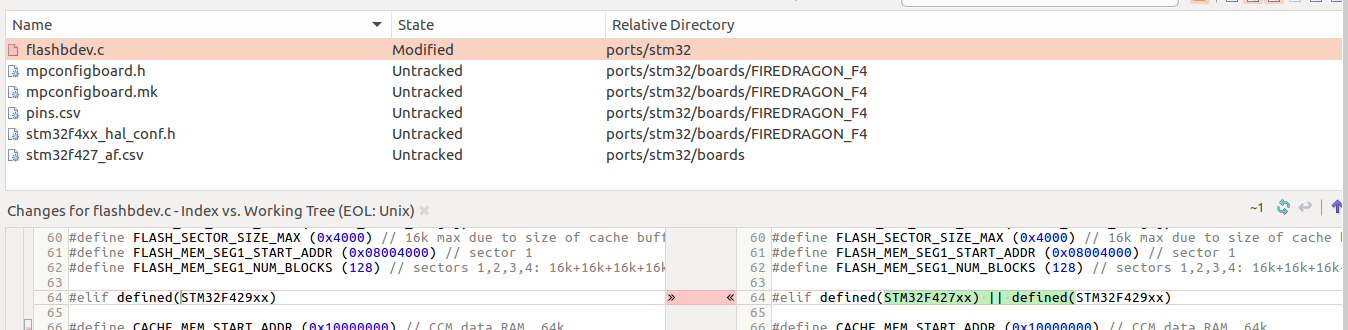 Name State Relative Directory
flashbdev.c Modified ports/stm32
mpconfigboard.h Untracked ports/stm32/boards/FIREDRAGON_F4
mpconfigboard.mk Untracked ports/stm32/boards/FIREDRAGON_F4
pins.csv Untracked ports/stm32/boards/FIREDRAGON_F4
stm32f4xx_hal_conf.h Untracked ports/stm32/boards/FIREDRAGON_F4
stm32f427_af.csv Untracked ports/stm32/boards
Changes for flashbdev.c - Index vs. Working Tree (EOL: Unix) ~1
60 #define FLASH_SECTOR_SIZE_MAX (0x4000) // 16k max due to size of cache buff
61 #define FLASH_MEM_SEG1_START_ADDR (0x08004000) // sector 1
62 #define FLASH_MEM_SEG1_NUM_BLOCKS (128) // sectors 1,2,3,4: 16k+16k+16k+16k
63
64 #elif defined(STM32F429xx) » «
65
66 #define CACHE_MEM_START_ADDR (0x10000000) // CCM data RAM, 64k
60 #define FLASH_SECTOR_SIZE_MAX (0x4000) // 16k max due to size of cache
61 #define FLASH_MEM_SEG1_START_ADDR (0x08004000) // sector 1
62 #define FLASH_MEM_SEG1_NUM_BLOCKS (128) // sectors 1,2,3,4: 16k+16k+16k
63
64 #elif defined(STM32F427xx) || defined(STM32F429xx)
65
66 #define CACHE_MEM_START_ADDR (0x10000000) // CCM data RAM, 64k